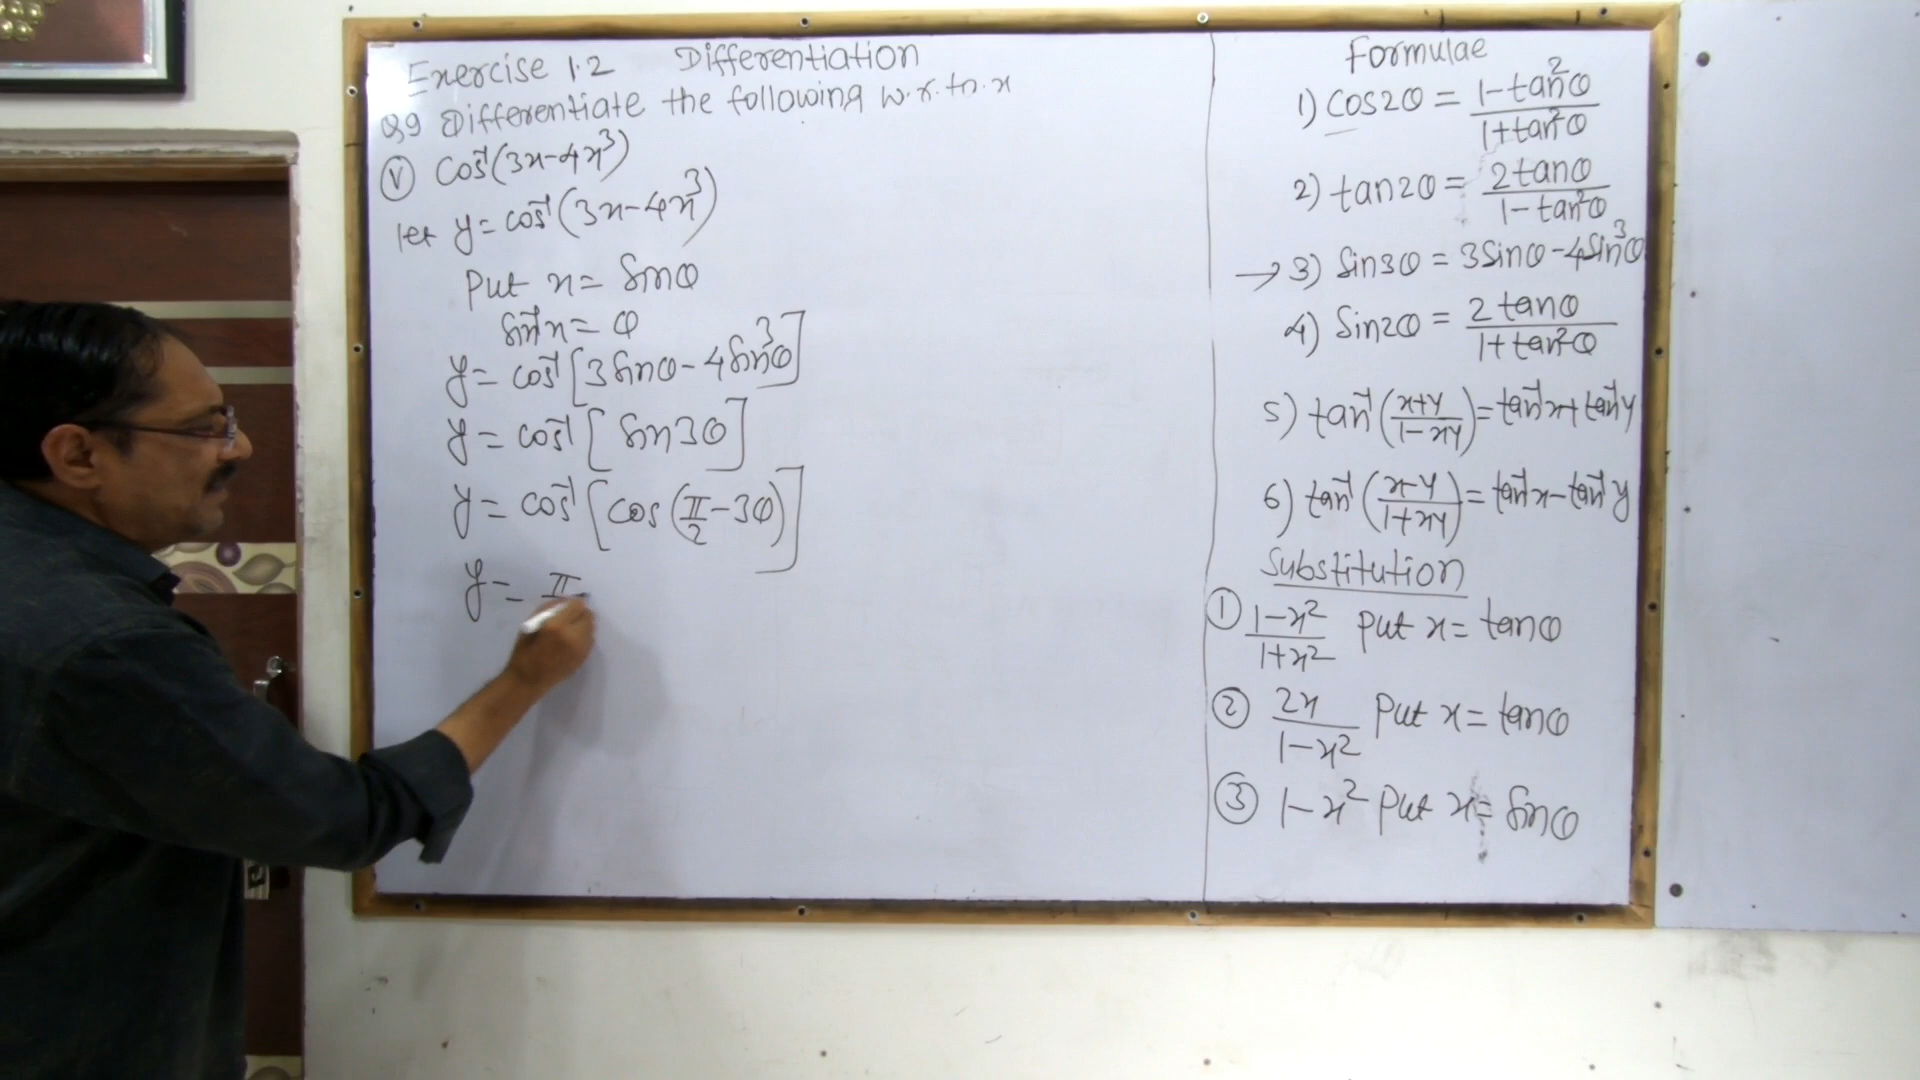 Exercise 1.2 Differentiation
Q9 Differentiate the following w.r.to.x
(V) cos⁻¹(3x-4x³)
let y = cos⁻¹(3x-4x³)
Put x = sinθ
sin⁻¹x = θ
y = cos⁻¹[3sinθ-4sin³θ]
y = cos⁻¹[sin3θ]
y = cos⁻¹[cos(π/2-3θ)]
y = π
Formulae
1) cos2θ = (1-tan²θ)/(1+tan²θ)
2) tan2θ = 2tanθ/(1-tan²θ)
→ 3) sin3θ = 3sinθ-4sin³θ
4) sin2θ = 2tanθ/(1+tan²θ)
5) tan⁻¹((x+y)/(1-xy)) = tan⁻¹x+tan⁻¹y
6) tan⁻¹((x-y)/(1+xy)) = tan⁻¹x-tan⁻¹y
Substitution
① (1-x²)/(1+x²) put x = tanθ
② 2x/(1-x²) Put x = tanθ
③ 1-x² Put x = sinθ